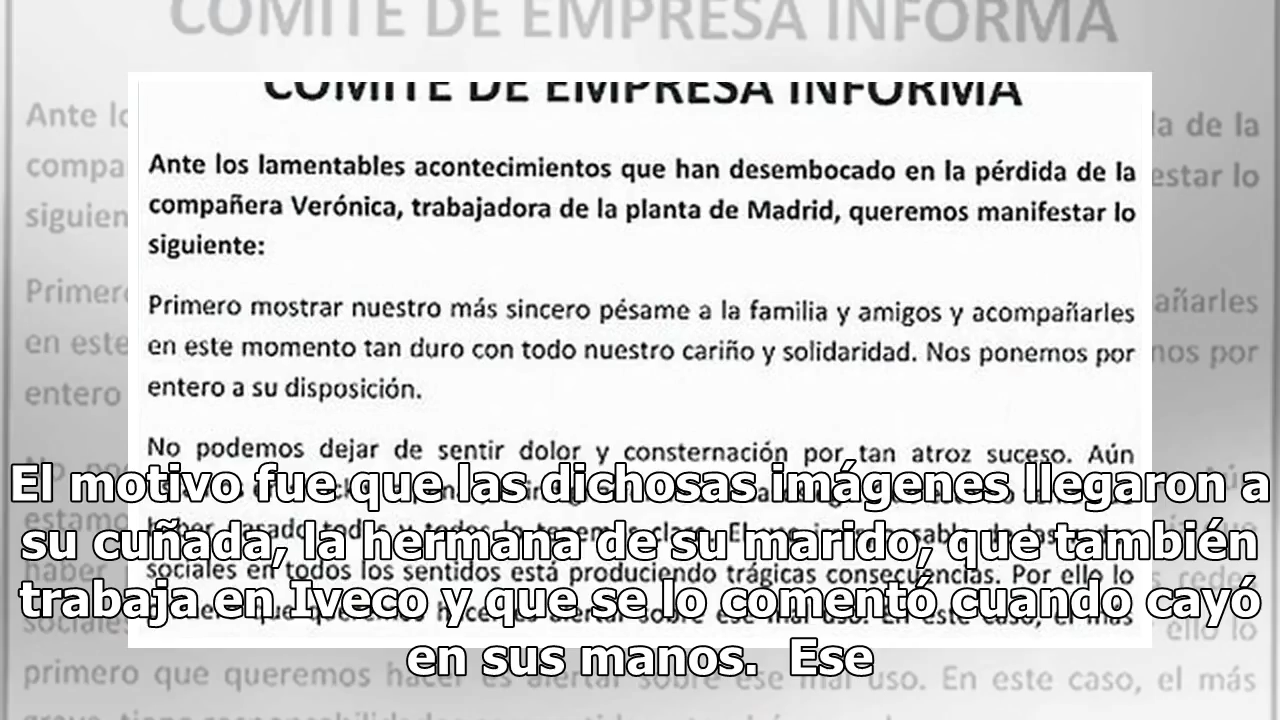 COMITÉ DE EMPRESA INFORMA
COMITÉ DE EMPRESA INFORMA
Ante los lamentables acontecimientos que han desembocado en la pérdida de la
compañera Verónica, trabajadora de la planta de Madrid, queremos manifestar lo
siguiente:
Primero mostrar nuestro más sincero pésame a la familia y amigos y acompañarles
en este momento tan duro con todo nuestro cariño y solidaridad. Nos ponemos por
entero a su disposición.
No podemos dejar de sentir dolor y consternación por tan atroz suceso. Aún
El motivo fue que las dichosas imágenes llegaron a
su cuñada, la hermana de su marido, que también
sociales en todos los sentidos está produciendo trágicas consecuencias. Por ello lo
trabaja en Iveco y que se lo comentó cuando cayó
en sus manos. Ese
primero que queremos hacer es alertar sobre ese mal uso. En este caso, el más